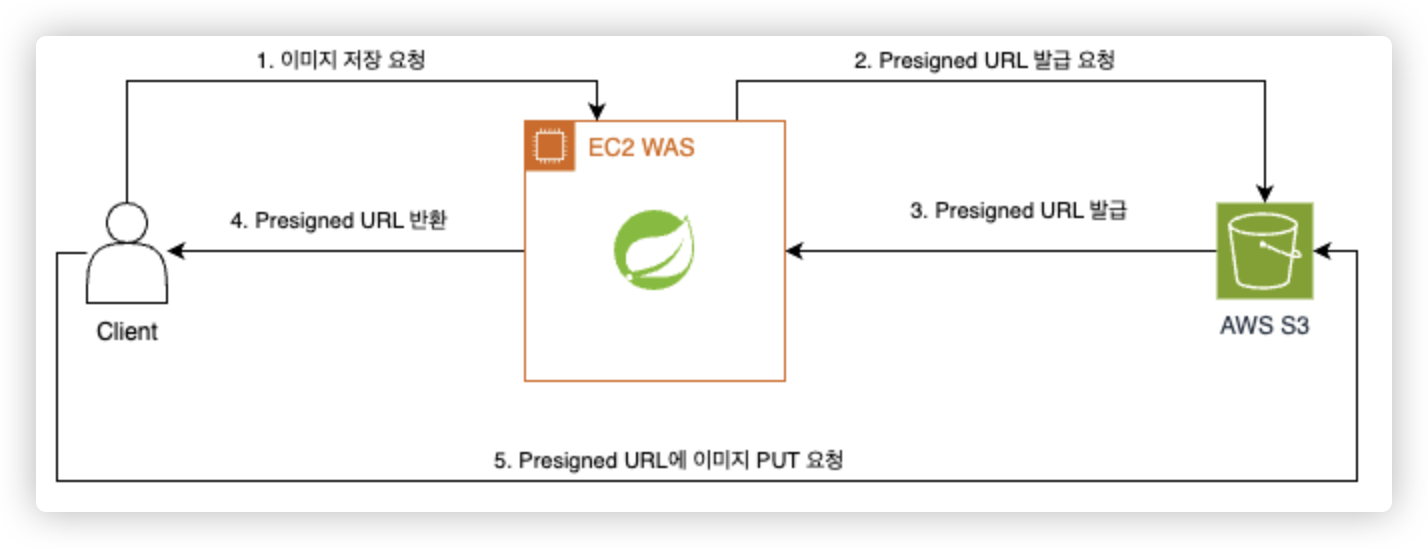 1. 이미지 저장 요청
2. Presigned URL 발급 요청
EC2 WAS
4. Presigned URL 반환
3. Presigned URL 발급
Client
AWS S3
5. Presigned URL에 이미지 PUT 요청